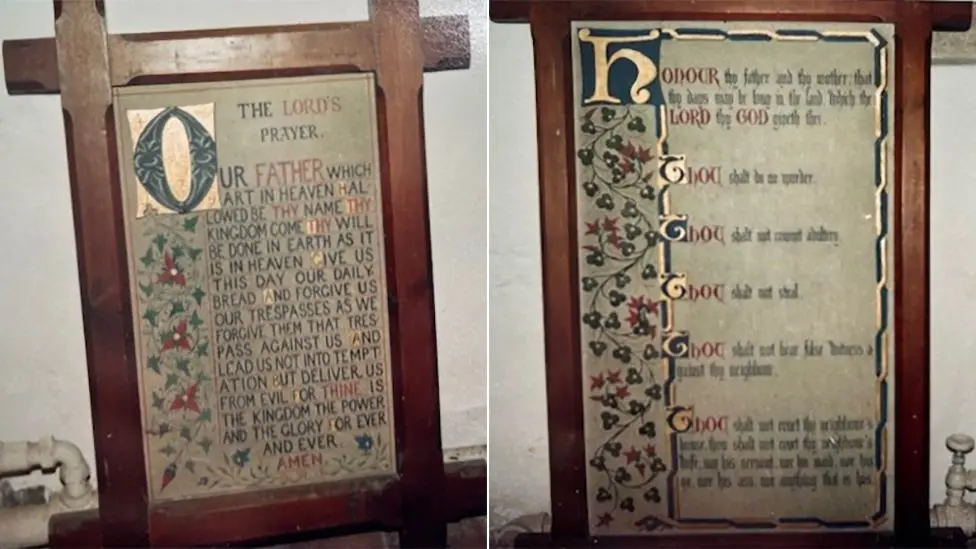 THE LORD'S
PRAYER.
OUR FATHER WHICH
ART IN HEAVEN HAL
LOWED BE THY NAME THY
KINGDOM COME THY WILL
BE DONE IN EARTH AS IT
IS IN HEAVEN GIVE US
THIS DAY OUR DAILY
BREAD AND FORGIVE US
OUR TRESPASSES AS WE
FORGIVE THEM THAT TRES
PASS AGAINST US AND
LEAD US NOT INTO TEMPT
ATION BUT DELIVER US
FROM EVIL FOR THINE IS
THE KINGDOM THE POWER
AND THE GLORY FOR EVER
AND EVER.
AMEN.
HONOUR thy father and thy mother: that
thy days may be long in the land, which the
LORD thy GOD giveth thee.
Thou shalt do no murder.
Thou shalt not commit adultery.
Thou shalt not steal.
Thou shalt not bear false witness a
gainst thy neighbour.
Thou shalt not covet thy neighbour's
house, thou shalt not covet thy neighbour's
wife, nor his servant, nor his maid, nor his
ox, nor his ass, nor anything that is his.